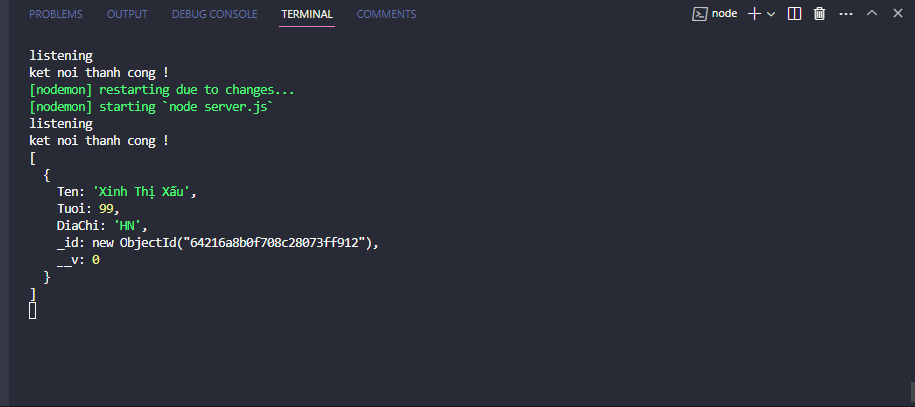 PROBLEMS OUTPUT DEBUG CONSOLE TERMINAL COMMENTS node
listening
ket noi thanh cong !
[nodemon] restarting due to changes...
[nodemon] starting `node server.js`
listening
ket noi thanh cong !
[
{
Ten: 'Xinh Thị Xấu',
Tuoi: 99,
DiaChi: 'HN',
_id: new ObjectId("64216a8b0f708c28073ff912"),
__v: 0
}
]